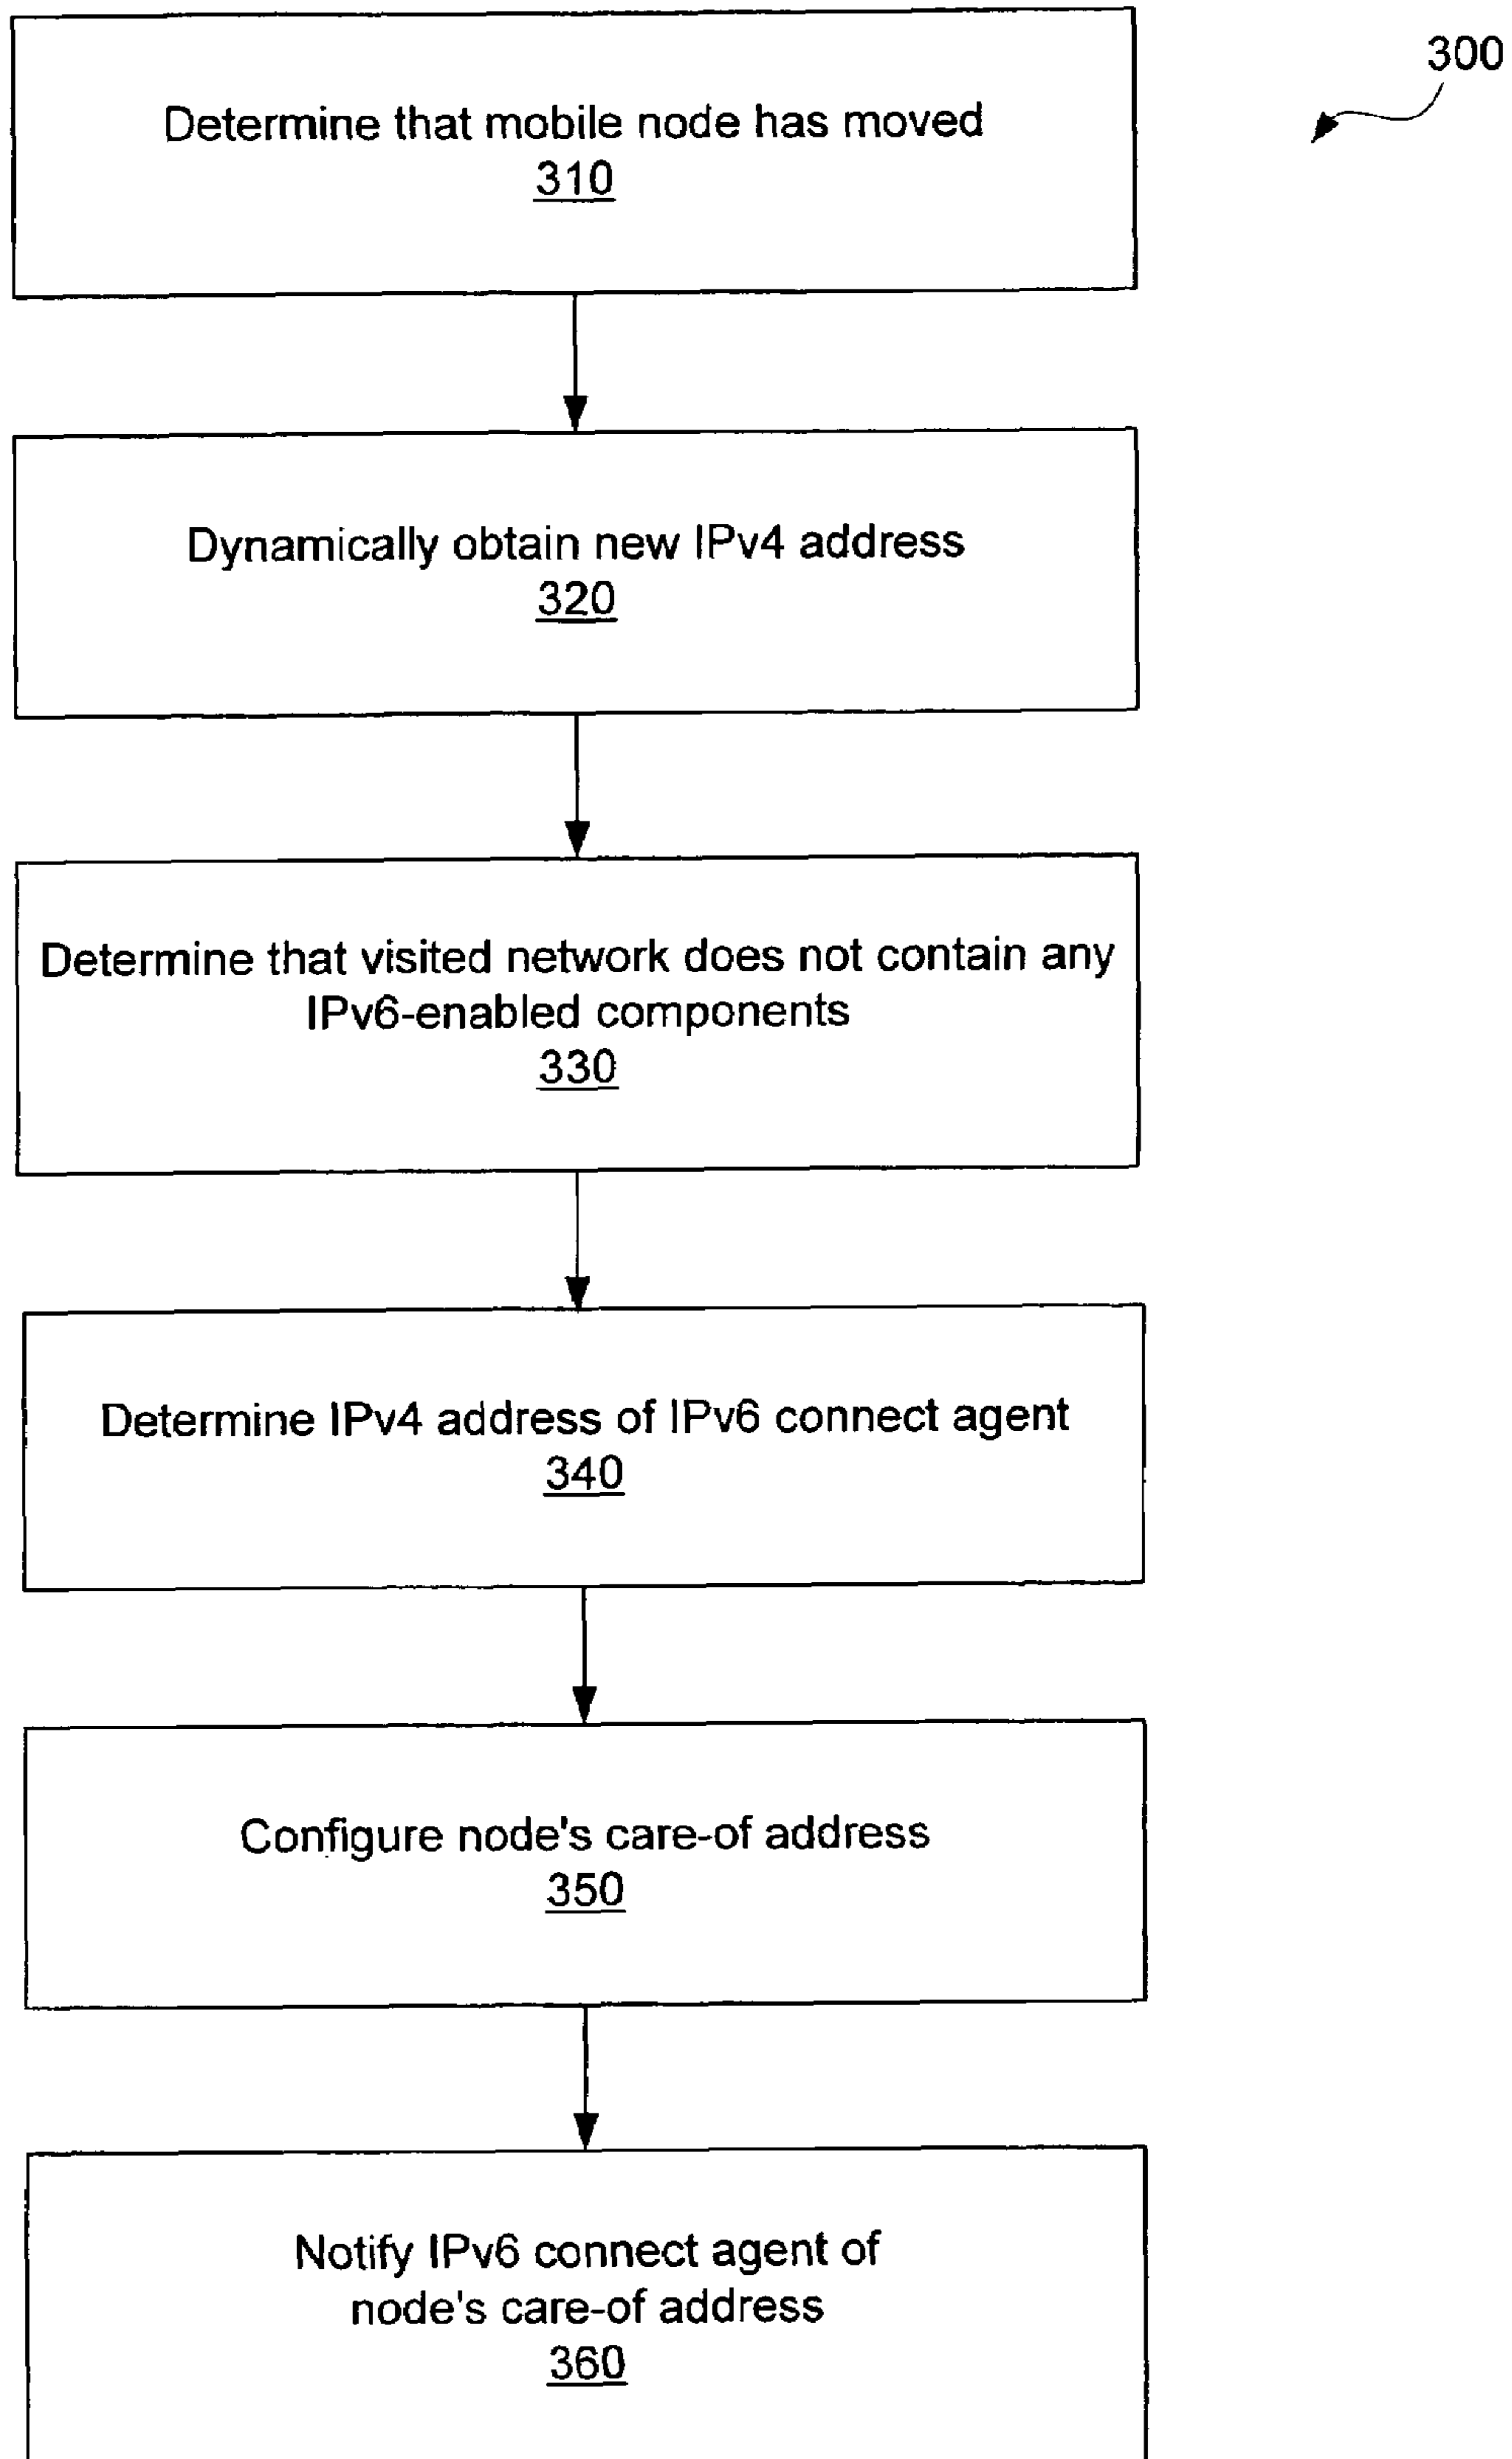 300
Determine that mobile node has moved
310
Dynamically obtain new IPv4 address
320
Determine that visited network does not contain any
IPv6-enabled components
330
Determine IPv4 address of IPv6 connect agent
340
Configure node's care-of address
350
Notify IPv6 connect agent of
node's care-of address
360